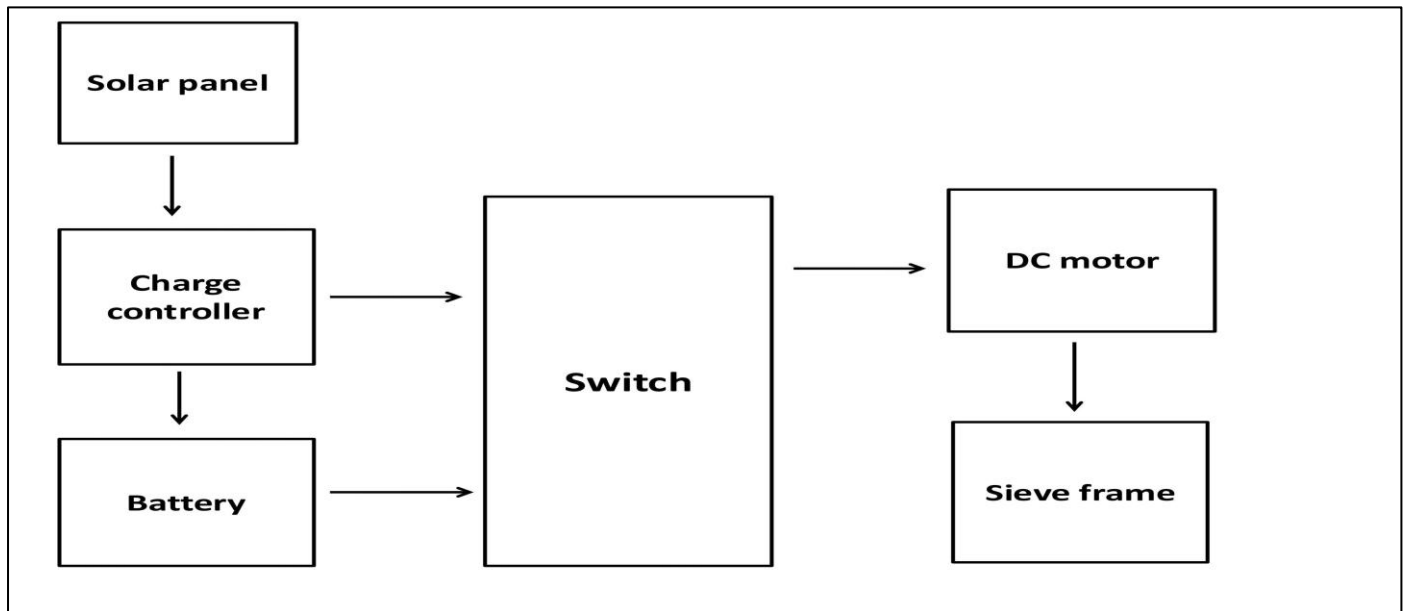 Solar panel
Charge
controller
Battery
Switch
DC motor
Sieve frame